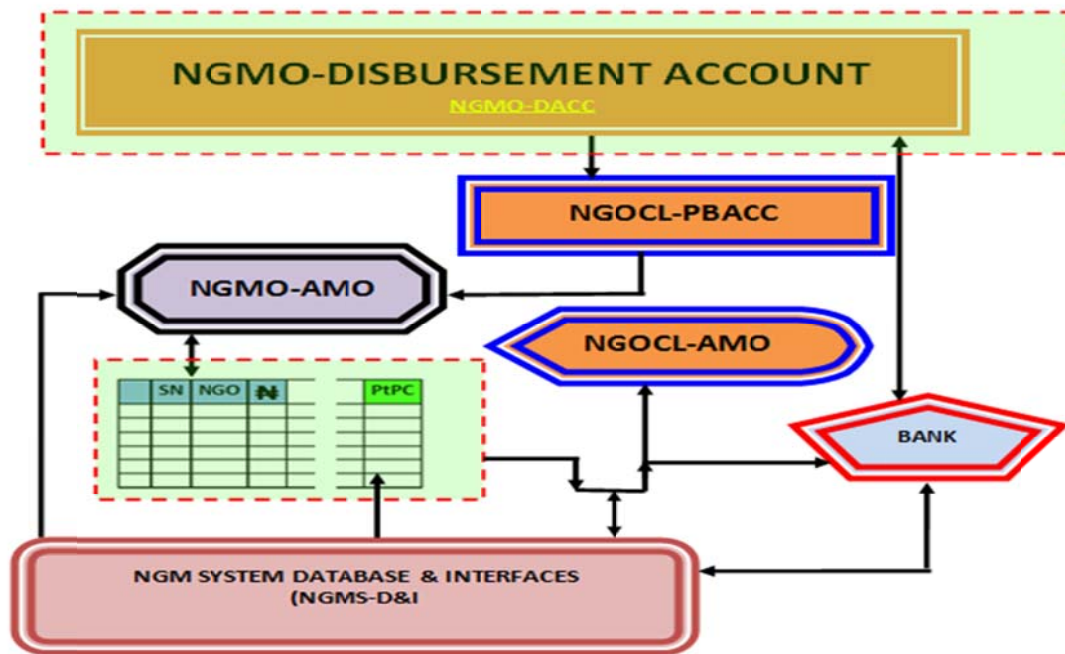 NGMO-DISBURSEMENT ACCOUNT
NGMO-DACC
NGOCL-PBACC
NGMO-AMO
NGOCL-AMO
SN NGO ₦ PtPC
BANK
NGM SYSTEM DATABASE & INTERFACES
(NGMS-D&I